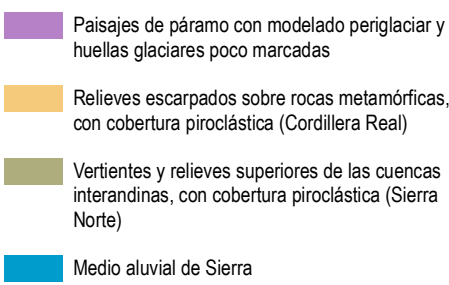 Paisajes de páramo con modelado periglaciar y
huellas glaciares poco marcadas
Relieves escarpados sobre rocas metamórficas,
con cobertura piroclástica (Cordillera Real)
Vertientes y relieves superiores de las cuencas
interandinas, con cobertura piroclástica (Sierra
Norte)
Medio aluvial de Sierra